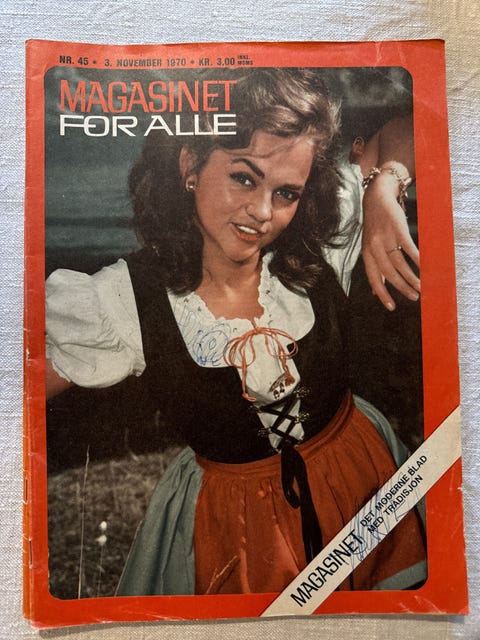 NR. 45 • 3. NOVEMBER 1970 • KR. 3,00 INKL. MOMS
MAGASINET
FOR ALLE
MAGASINET DET MODERNE BLAD
MED TRADISJON